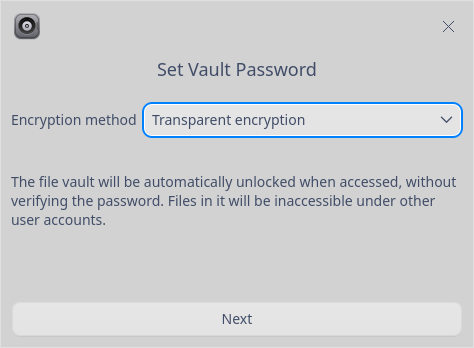 Set Vault Password
Encryption method Transparent encryption
The file vault will be automatically unlocked when accessed, without
verifying the password. Files in it will be inaccessible under other
user accounts.
Next